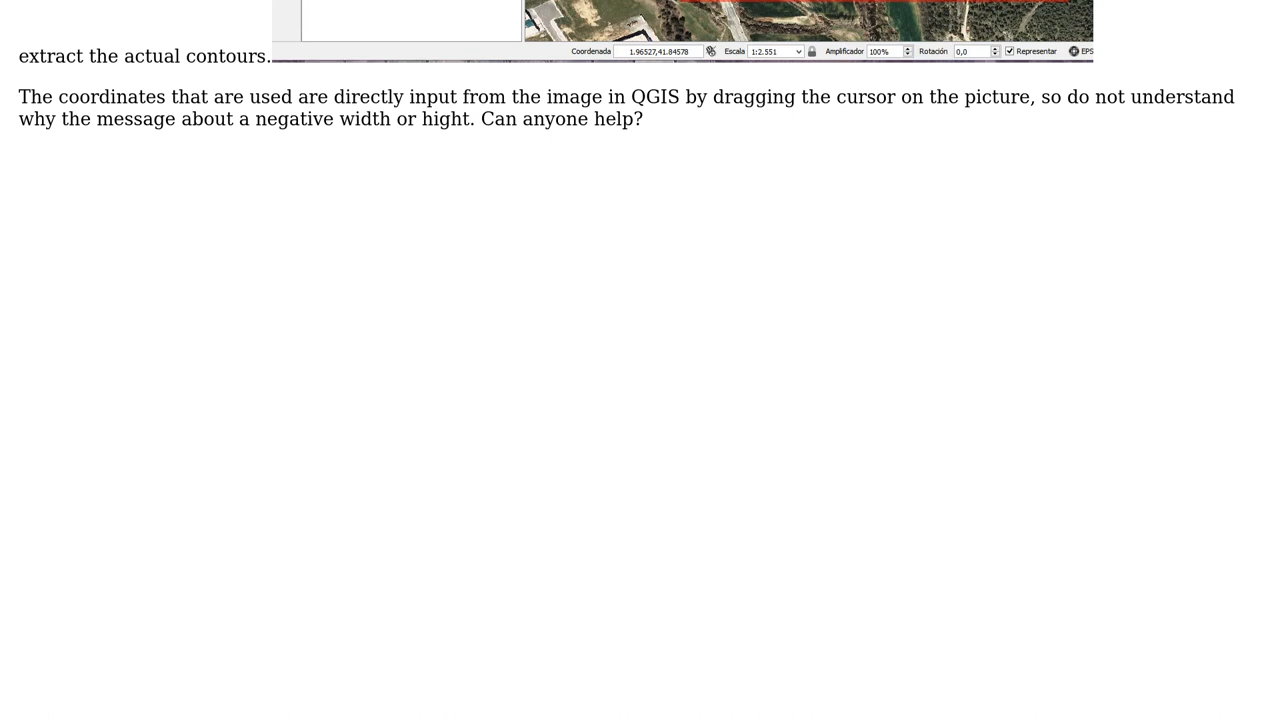 Coordenada 1.96527,41.84578 Escala 1:2.551 Amplificador 100% Rotación 0,0 Representar EPS
extract the actual contours.
The coordinates that are used are directly input from the image in QGIS by dragging the cursor on the picture, so do not understand
why the message about a negative width or hight. Can anyone help?